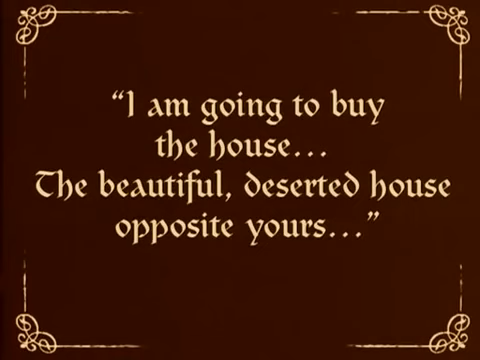 “I am going to buy
the house...
The beautiful, deserted house
opposite yours...”